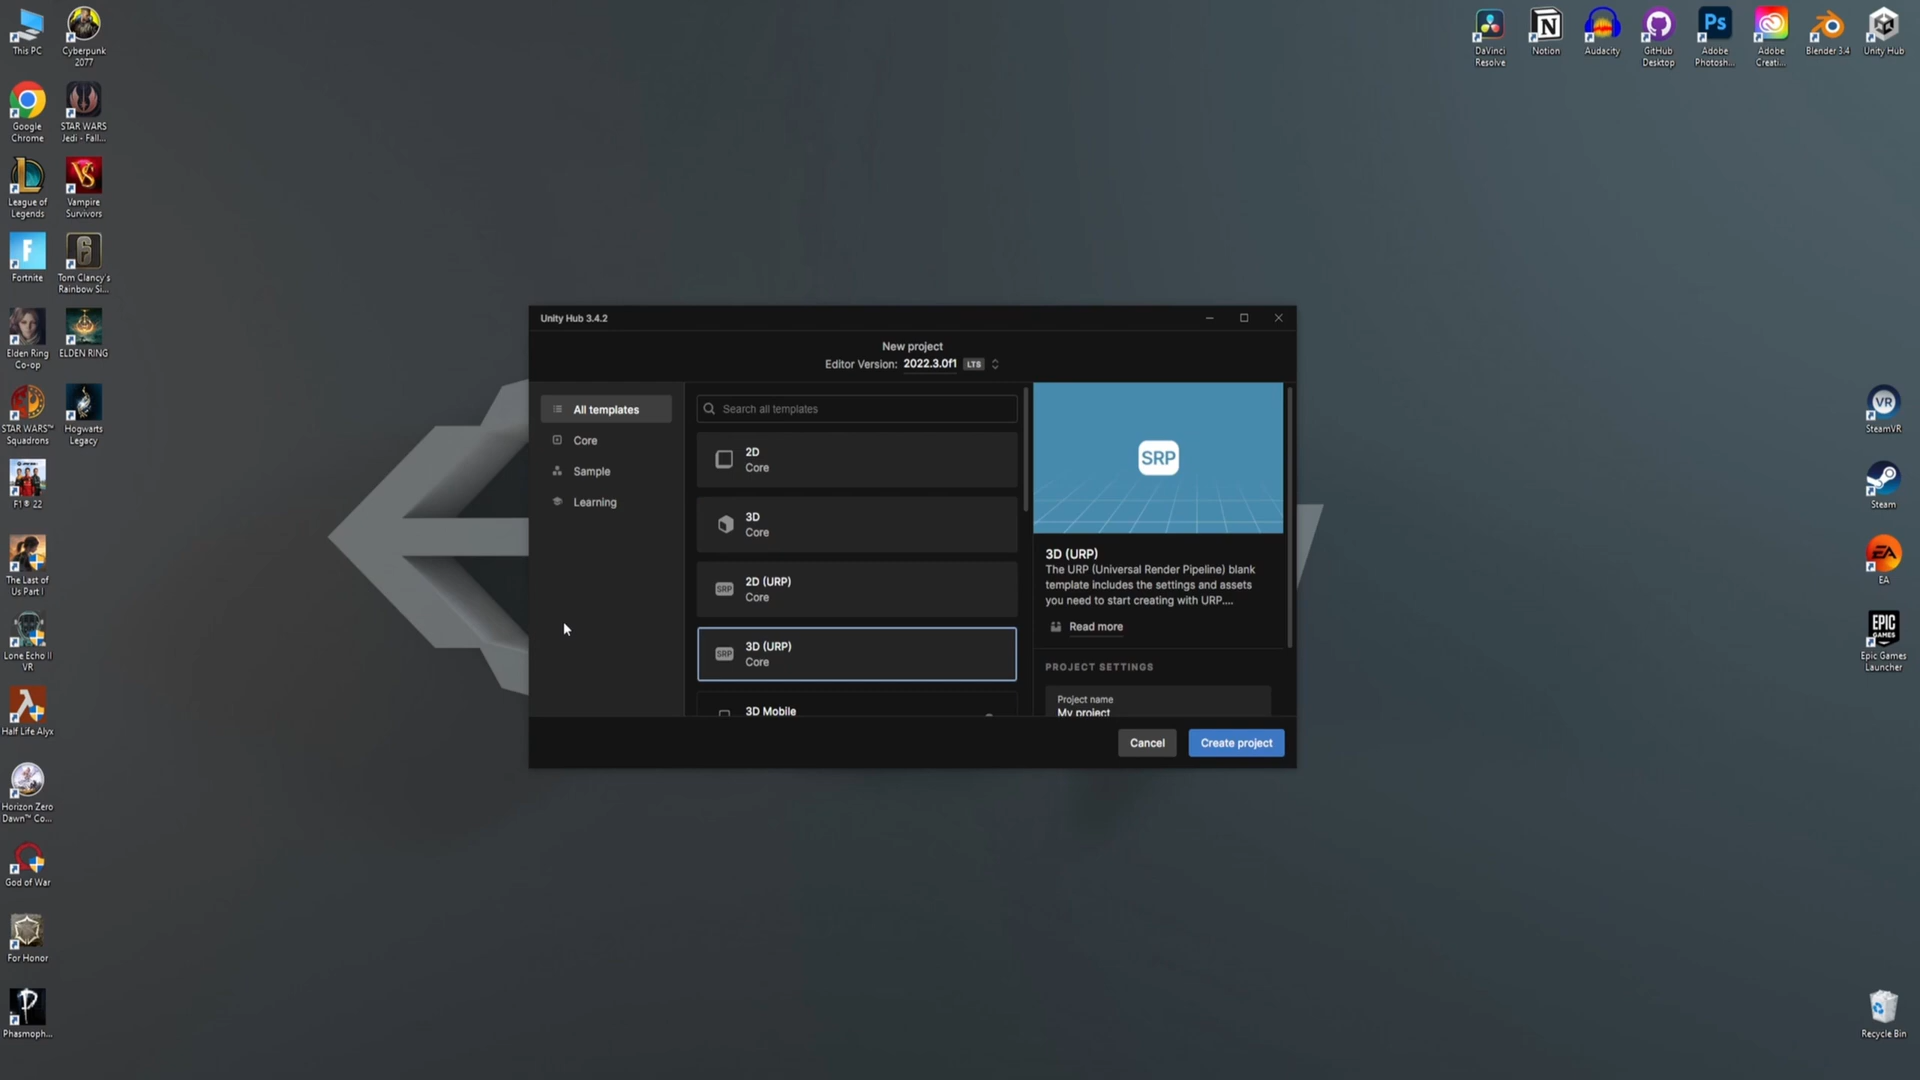 This PC
Cyberpunk
2077
Google
Chrome
STAR WARS
Jedi - Fall...
League of
Legends
Vampire
Survivors
Fortnite
Tom Clancy's
Rainbow Si...
Elden Ring
Co-op
ELDEN RING
STAR WARS™
Squadrons
Hogwarts
Legacy
F1® 22
The Last of
Us Part I
Lone Echo II
VR
Half Life Alyx
Horizon Zero
Dawn™ Co...
God of War
For Honor
Phasmoph...
DaVinci
Resolve
Notion
Audacity
GitHub
Desktop
Ps
Adobe
Photosh...
Adobe
Creati...
Blender 3.4
Unity Hub
Unity Hub 3.4.2
New project
Editor Version: 2022.3.0f1 LTS
All templates
Core
Sample
Learning
Search all templates
2D
Core
3D
Core
SRP
2D (URP)
Core
SRP
3D (URP)
Core
3D Mobile
SRP
3D (URP)
The URP (Universal Render Pipeline) blank
template includes the settings and assets
you need to start creating with URP....
Read more
PROJECT SETTINGS
Project name
My project
Cancel
Create project
VR
SteamVR
Steam
EA
EA
EPIC
GAMES
Epic Games
Launcher
Recycle Bin